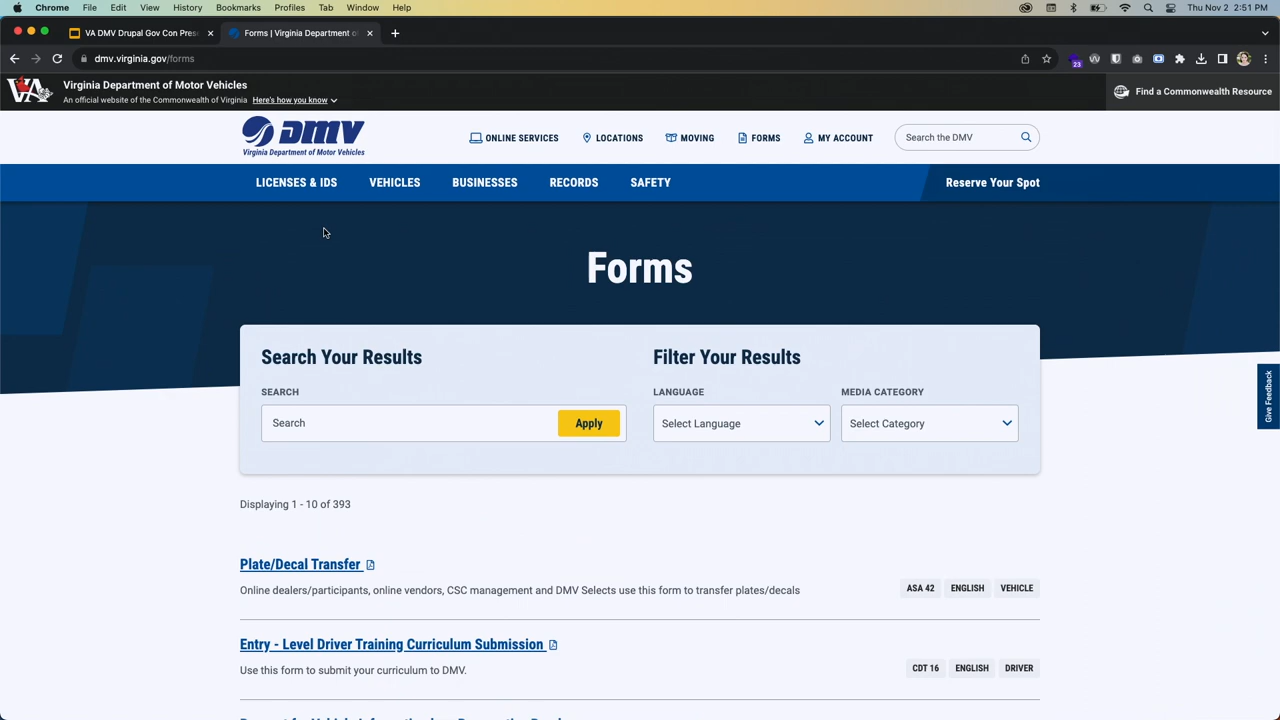 Chrome File Edit View History Bookmarks Profiles Tab Window Help Thu Nov 2 2:51 PM
VA DMV Drupal Gov Con Pres Forms | Virginia Department of
dmv.virginia.gov/forms
23
VA
Virginia Department of Motor Vehicles
An official website of the Commonwealth of Virginia Here's how you know
Find a Commonwealth Resource
DMV
Virginia Department of Motor Vehicles
ONLINE SERVICES LOCATIONS MOVING FORMS MY ACCOUNT Search the DMV
LICENSES & IDS VEHICLES BUSINESSES RECORDS SAFETY Reserve Your Spot
Forms
Search Your Results
SEARCH
Search Apply
Filter Your Results
LANGUAGE MEDIA CATEGORY
Select Language Select Category
Give Feedback
Displaying 1 - 10 of 393
Plate/Decal Transfer
Online dealers/participants, online vendors, CSC management and DMV Selects use this form to transfer plates/decals
ASA 42 ENGLISH VEHICLE
Entry - Level Driver Training Curriculum Submission
Use this form to submit your curriculum to DMV.
CDT 16 ENGLISH DRIVER